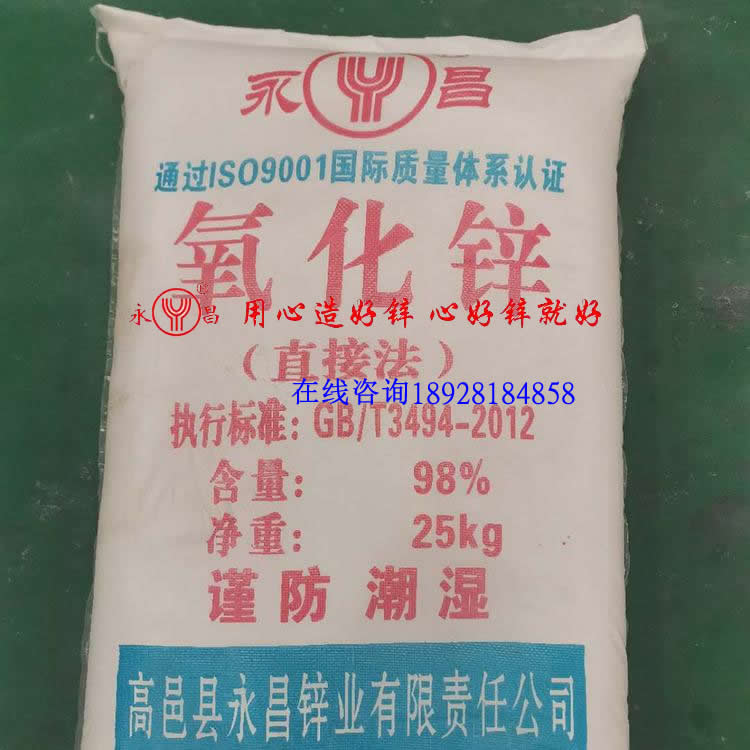 永 昌
通过ISO9001国际质量体系认证
氧化锌
永 昌® 用心造好锌 心好锌就好
(直接法)
在线咨询18928184858
执行标准: GB/T3494-2012
含量: 98%
净重: 25kg
谨防潮湿
高邑县永昌锌业有限责任公司